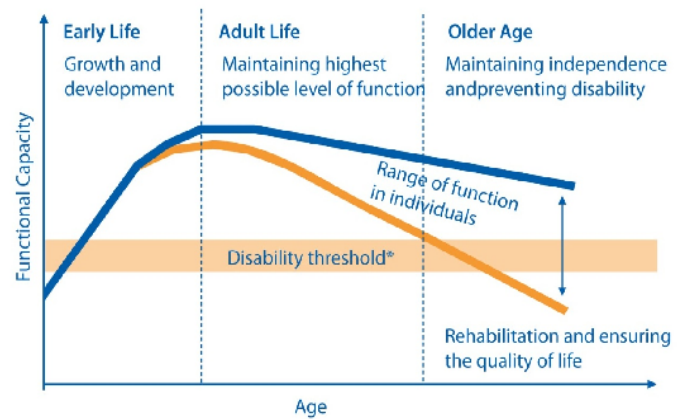 Early Life
Growth and
development
Adult Life
Maintaining highest
possible level of function
Older Age
Maintaining independence
andpreventing disability
Functional Capacity
Range of function
in individuals
Disability threshold*
Rehabilitation and ensuring
the quality of life
Age